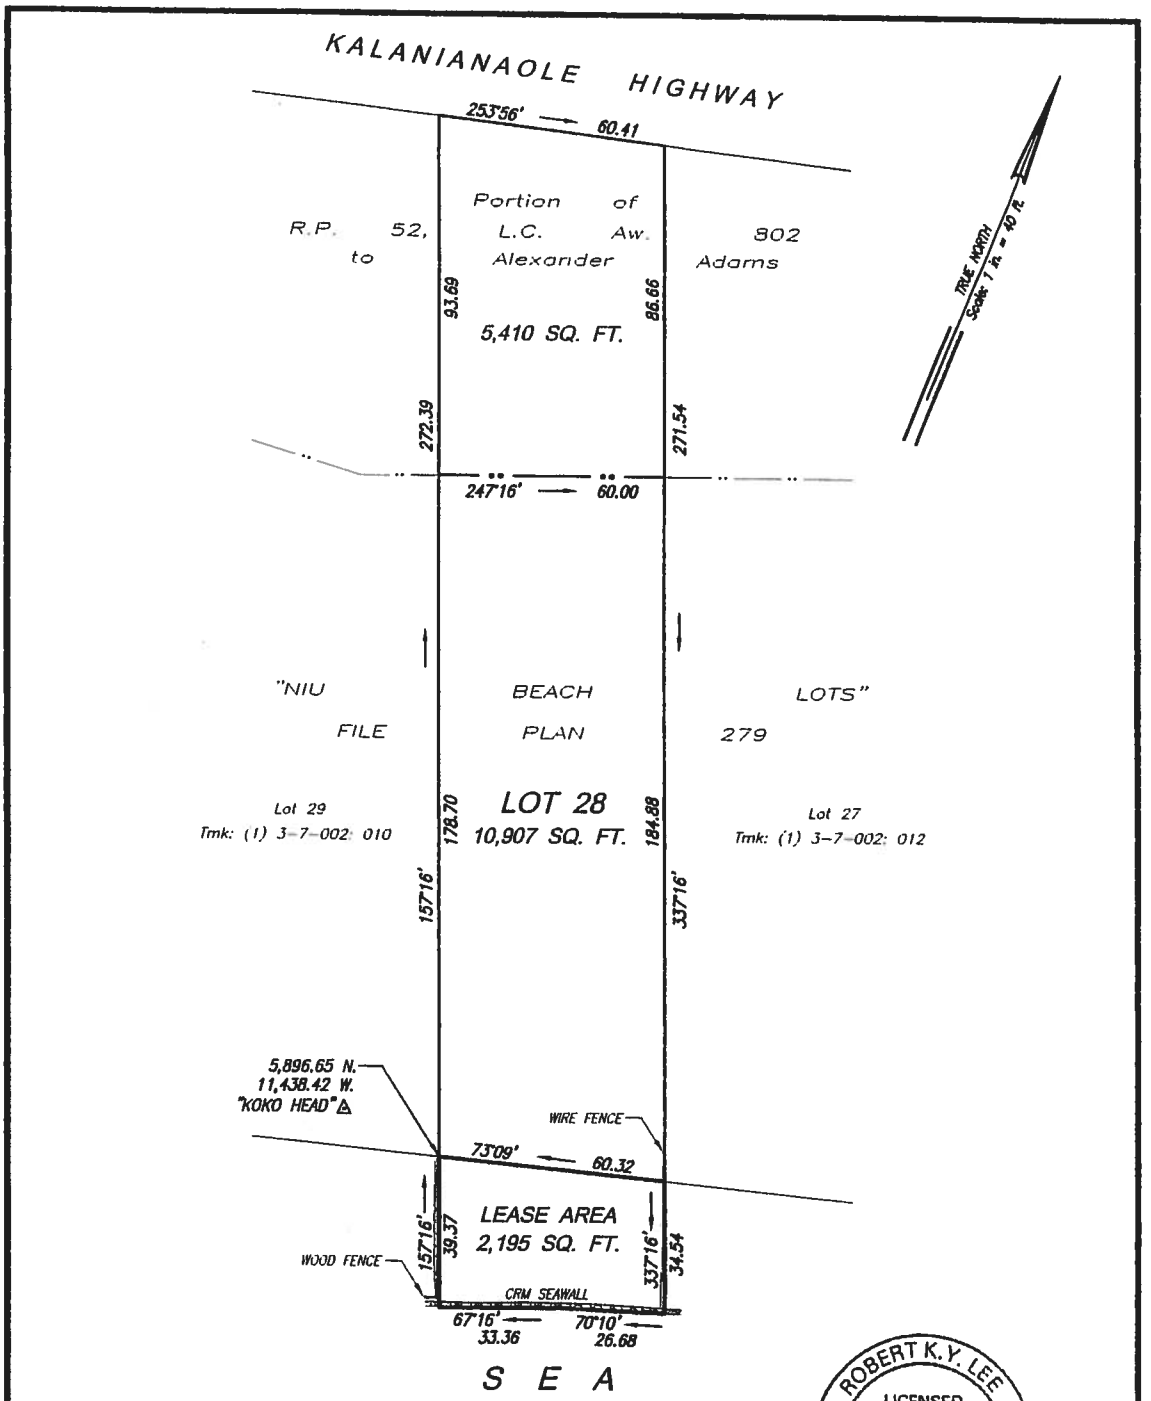 KALANIANAOLE HIGHWAY
253°56' 60.41
Portion of
R.P. 52, L.C. Aw. 802
to Alexander Adams
93.69
86.66
5,410 SQ. FT.
TRUE NORTH
Scale: 1 in. = 40 ft.
272.39
271.54
247°16' 60.00
"NIU BEACH LOTS"
FILE PLAN 279
LOT 28
10,907 SQ. FT.
178.70
184.88
Lot 29
Tmk: (1) 3-7-002: 010
Lot 27
Tmk: (1) 3-7-002: 012
157°16'
337°16'
5,896.65 N.
11,438.42 W.
"KOKO HEAD"
WIRE FENCE
73°09' 60.32
LEASE AREA
2,195 SQ. FT.
157°16'
39.37
337°16'
34.54
WOOD FENCE
CRM SEAWALL
67°16' 70°10'
33.36 26.68
SEA
ROBERT K.Y. LEE
LICENSED